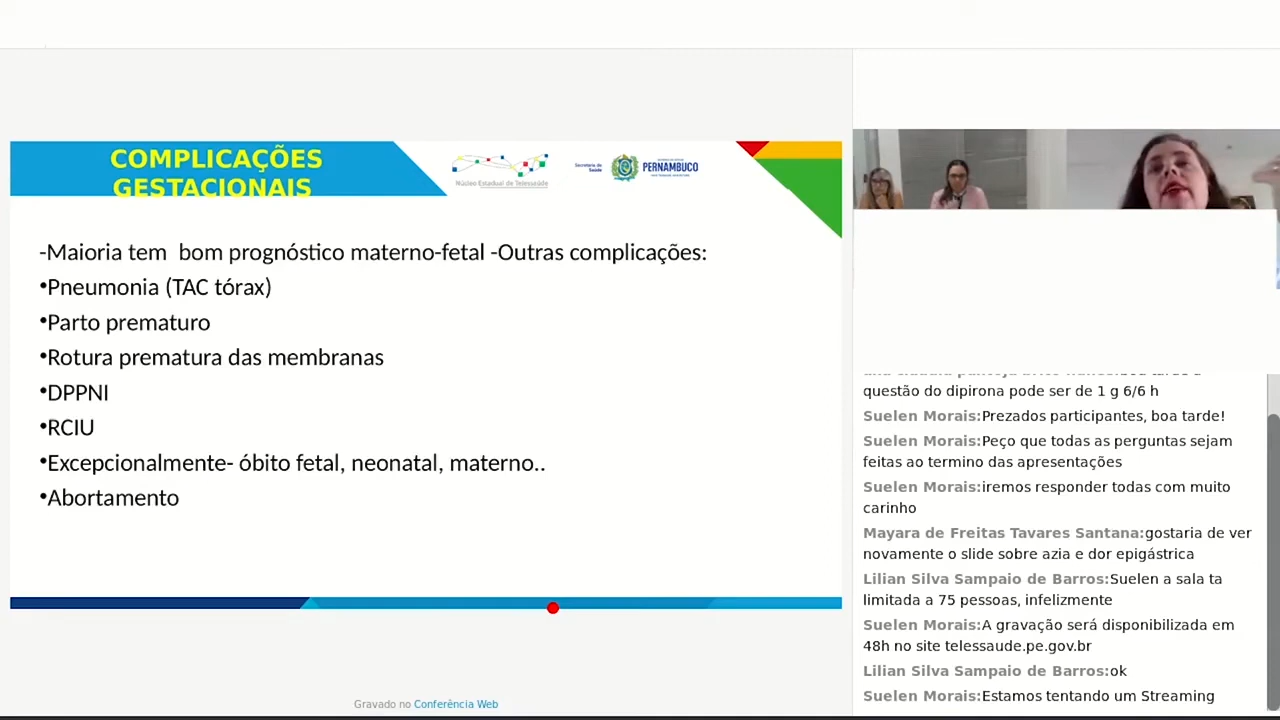 COMPLICAÇÕES
GESTACIONAIS
Núcleo Estadual de Telessaúde
Secretaria de
Saúde
PERNAMBUCO
-Maioria tem  bom prognóstico materno-fetal -Outras complicações:
•Pneumonia (TAC tórax)
•Parto prematuro
•Rotura prematura das membranas
•DPPNI
•RCIU
•Excepcionalmente- óbito fetal, neonatal, materno..
•Abortamento
Gravado no Conferência Web
questão do dipirona pode ser de 1 g 6/6 h
Suelen Morais:Prezados participantes, boa tarde!
Suelen Morais:Peço que todas as perguntas sejam
feitas ao termino das apresentações
Suelen Morais:iremos responder todas com muito
carinho
Mayara de Freitas Tavares Santana:gostaria de ver
novamente o slide sobre azia e dor epigástrica
Lilian Silva Sampaio de Barros:Suelen a sala ta
limitada a 75 pessoas, infelizmente
Suelen Morais:A gravação será disponibilizada em
48h no site telessaude.pe.gov.br
Lilian Silva Sampaio de Barros:ok
Suelen Morais:Estamos tentando um Streaming